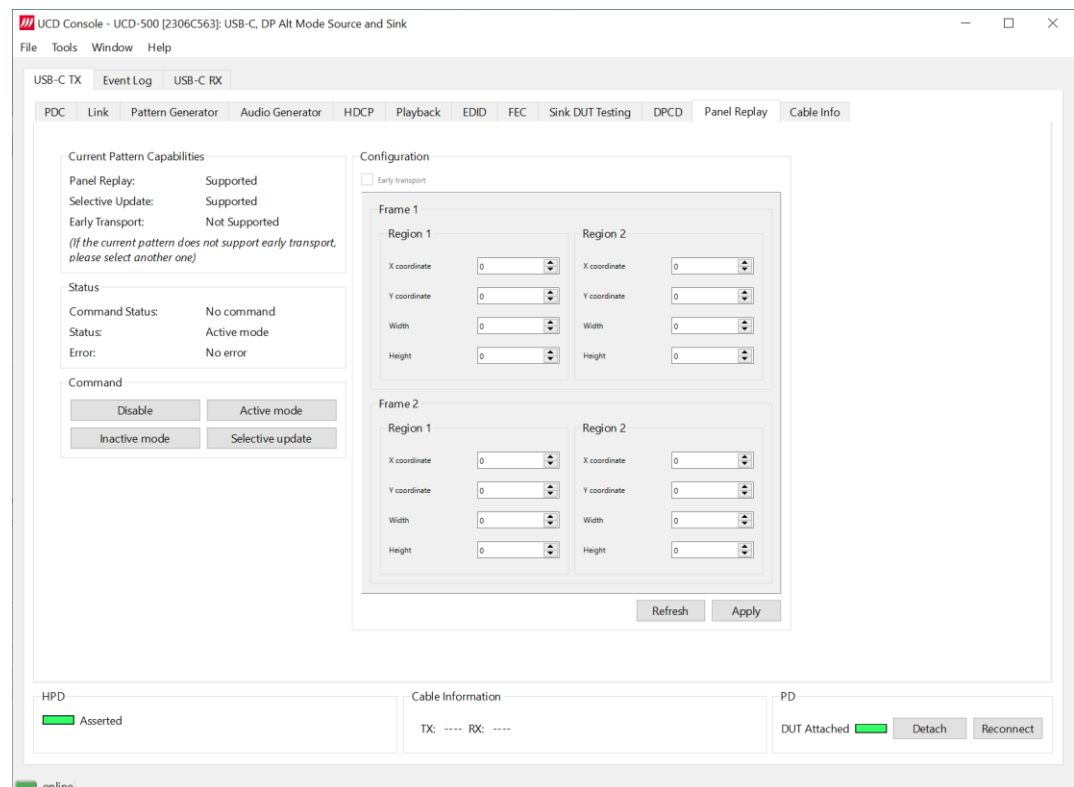 UCD Console - UCD-500 [2306C563]: USB-C, DP Alt Mode Source and Sink
File Tools Window Help
USB-C TX Event Log USB-C RX
PDC Link Pattern Generator Audio Generator HDCP Playback EDID FEC Sink DUT Testing DPCD Panel Replay Cable Info
Current Pattern Capabilities
Panel Replay: Supported
Selective Update: Supported
Early Transport: Not Supported
(If the current pattern does not support early transport,
please select another one)
Status
Command Status: No command
Status: Active mode
Error: No error
Command
Disable Active mode
Inactive mode Selective update
Configuration
Early transport
Frame 1
Region 1 Region 2
X coordinate 0 X coordinate 0
Y coordinate 0 Y coordinate 0
Width 0 Width 0
Height 0 Height 0
Frame 2
Region 1 Region 2
X coordinate 0 X coordinate 0
Y coordinate 0 Y coordinate 0
Width 0 Width 0
Height 0 Height 0
Refresh Apply
HPD
Asserted
Cable Information
TX: ---- RX: ----
PD
DUT Attached Detach Reconnect
online